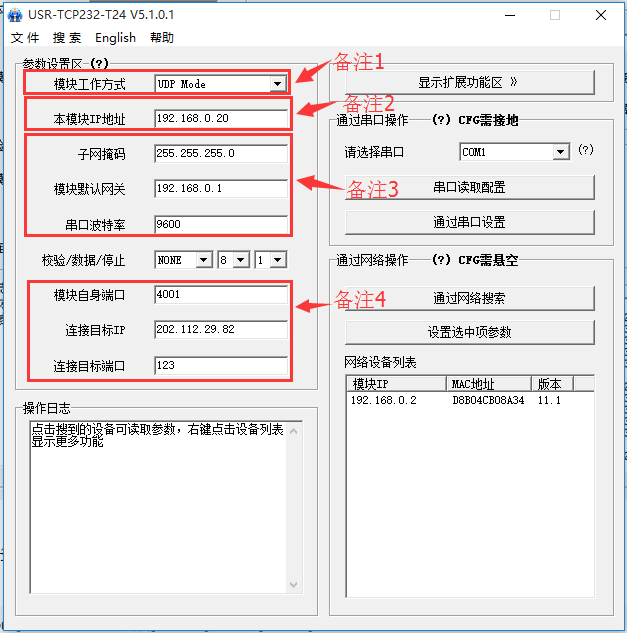 USR-TCP232-T24 V5.1.0.1
文件 搜索 English 帮助
参数设置区 (?)
模块工作方式 UDP Mode
备注1
本模块IP地址 192.168.0.20
备注2
子网掩码 255.255.255.0
模块默认网关 192.168.0.1
备注3
串口波特率 9600
校验/数据/停止 NONE 8 1
模块自身端口 4001
备注4
连接目标IP 202.112.29.82
连接目标端口 123
操作日志
点击搜到的设备可读取参数，右键点击设备列表
显示更多功能
显示扩展功能区 》
通过串口操作 (?) CFG需接地
请选择串口 COM1 (?)
串口读取配置
通过串口设置
通过网络操作 (?) CFG需悬空
通过网络搜索
设置选中项参数
网络设备列表
模块IP MAC地址 版本
192.168.0.2 D8B04CB08A34 11.1